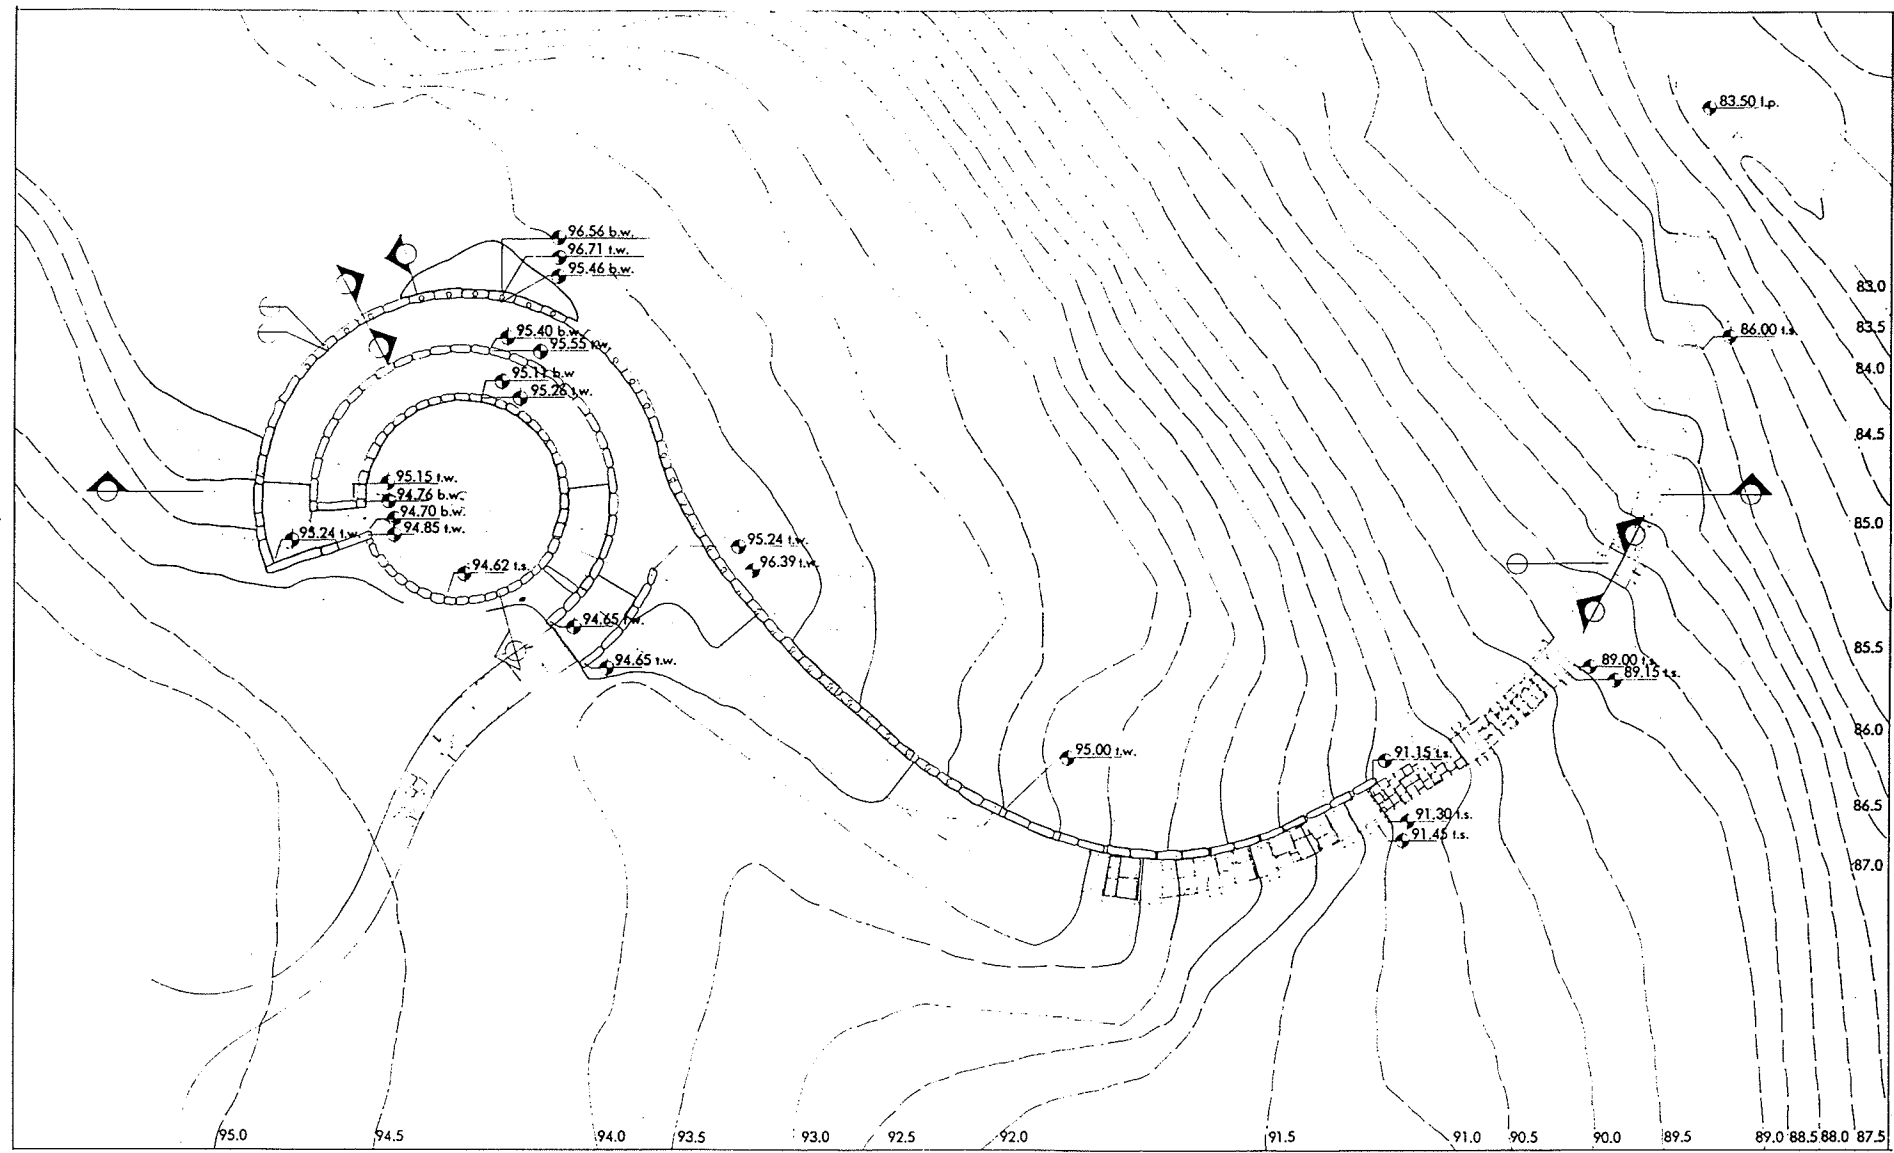 83.50 t.p.
96.56 b.w.
96.71 t.w.
95.46 b.w.
83.0
83.5
86.00 t.s.
95.40 b.w.
95.55 t.w.
84.0
95.11 b.w
95.26 t.w.
84.5
95.15 t.w.
94.76 b.w.
94.70 b.w.
94.85 t.w.
95.24 t.w.
85.0
95.24 t.w.
96.39 t.w.
94.62 t.s.
94.65 t.w.
85.5
94.65 t.w.
89.00 t.s.
89.15 t.s.
86.0
95.00 t.w.
91.15 t.s.
86.5
91.30 t.s.
91.45 t.s.
87.0
95.0 94.5 94.0 93.5 93.0 92.5 92.0 91.5 91.0 90.5 90.0 89.5 89.0 88.5 88.0 87.5